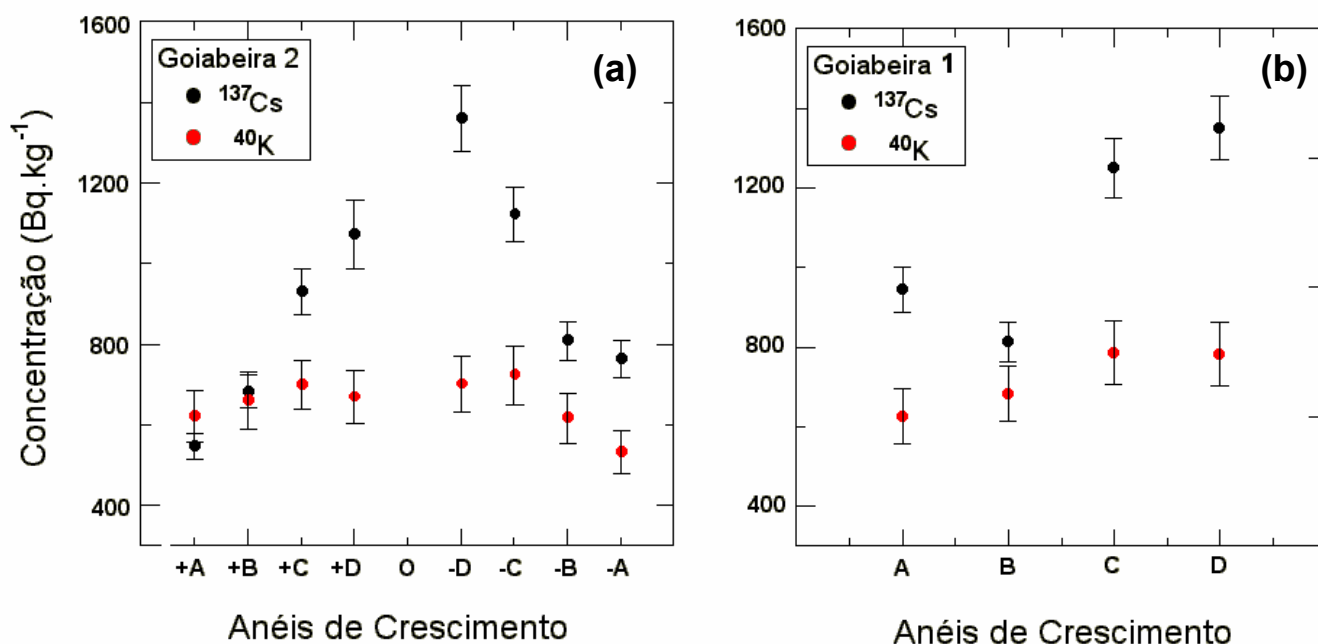 Concentração (Bq.kg⁻¹)
1600
1200
800
400
Goiabeira 2
¹³⁷Cs
⁴⁰K
(a)
+A +B +C +D O -D -C -B -A
Anéis de Crescimento
1600
1200
800
400
Goiabeira 1
¹³⁷Cs
⁴⁰K
(b)
A B C D
Anéis de Crescimento